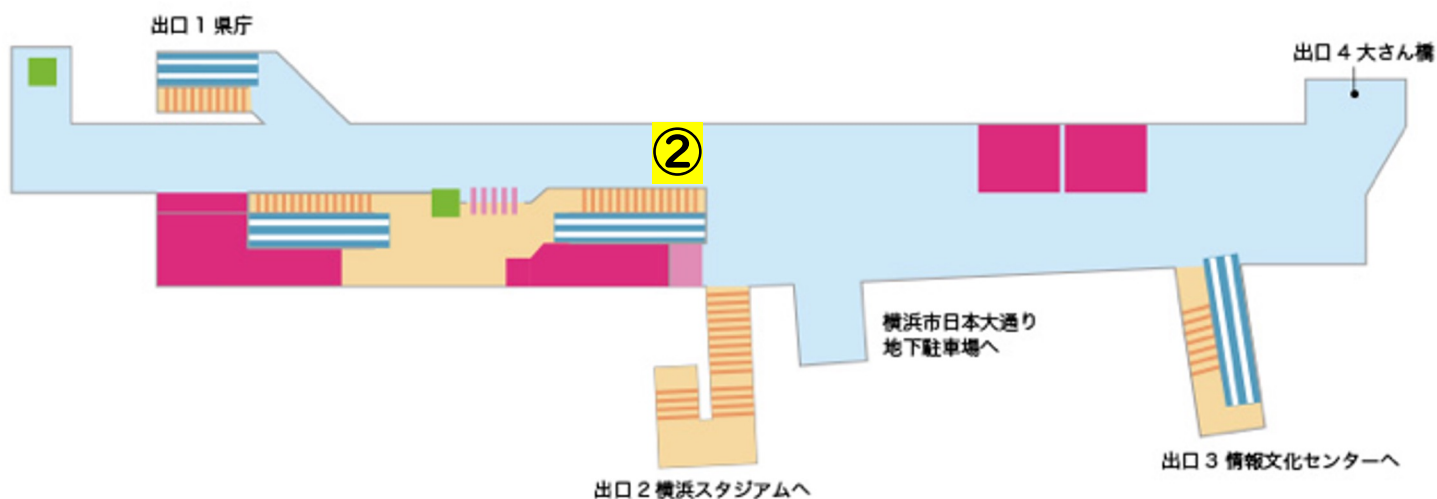 出口 1 県庁
出口 4 大さん橋
②
横浜市日本大通り
地下駐車場へ
出口 3 情報文化センターへ
出口 2 横浜スタジアムへ